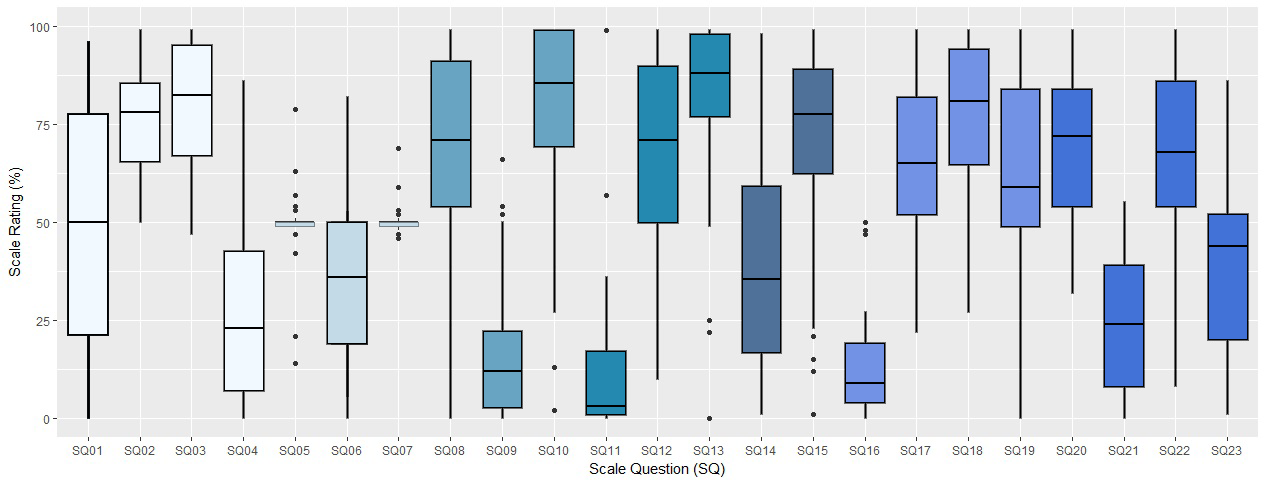 Scale Rating (%)
100
75
50
25
0
SQ01 SQ02 SQ03 SQ04 SQ05 SQ06 SQ07 SQ08 SQ09 SQ10 SQ11 SQ12 SQ13 SQ14 SQ15 SQ16 SQ17 SQ18 SQ19 SQ20 SQ21 SQ22 SQ23
Scale Question (SQ)